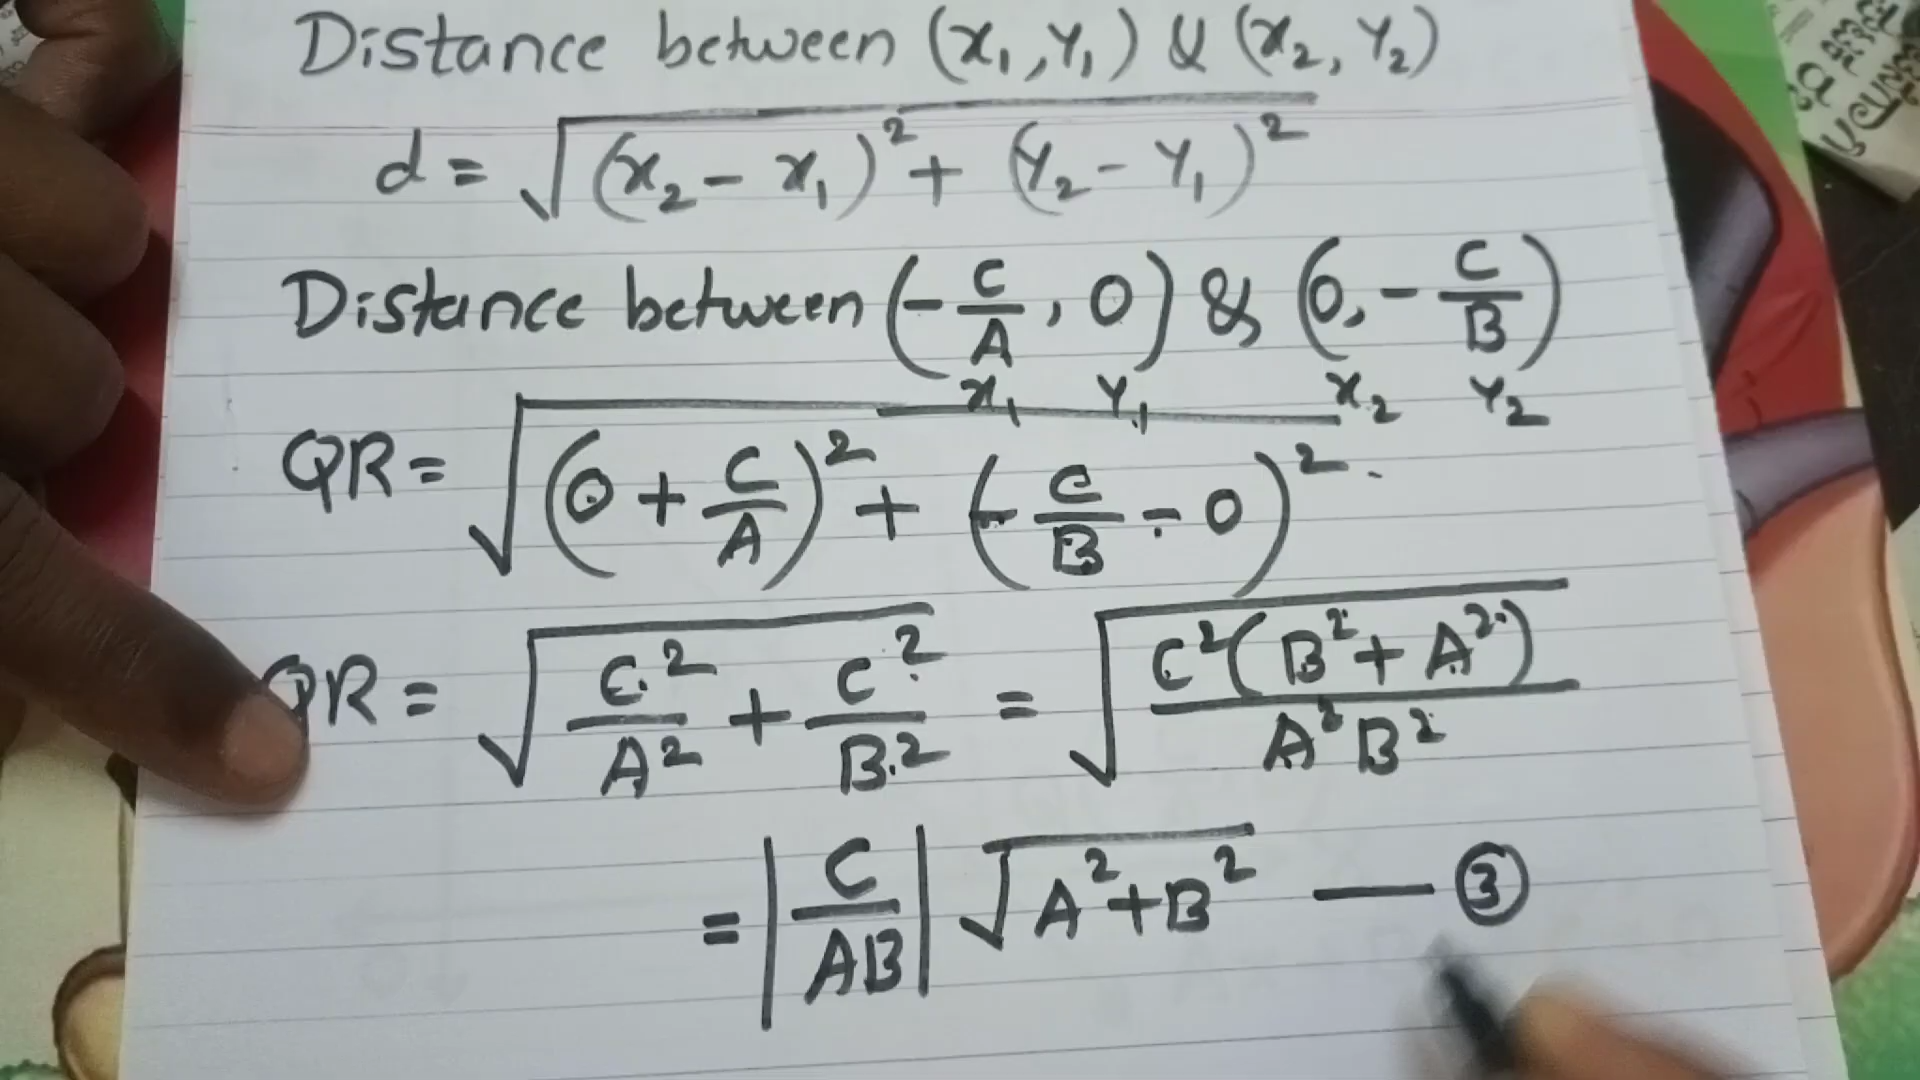 Distance between (x₁, y₁) & (x₂, y₂)
d = √((x₂ - x₁)² + (y₂ - y₁)²)
Distance between (-C/A, 0) & (0, -C/B)
x₁ y₁ x₂ y₂
QR = √((0 + C/A)² + (-C/B - 0)²)
QR = √(C²/A² + C²/B²) = √(C²(B² + A²)/A²B²)
= |C/AB| √(A² + B²) — ③